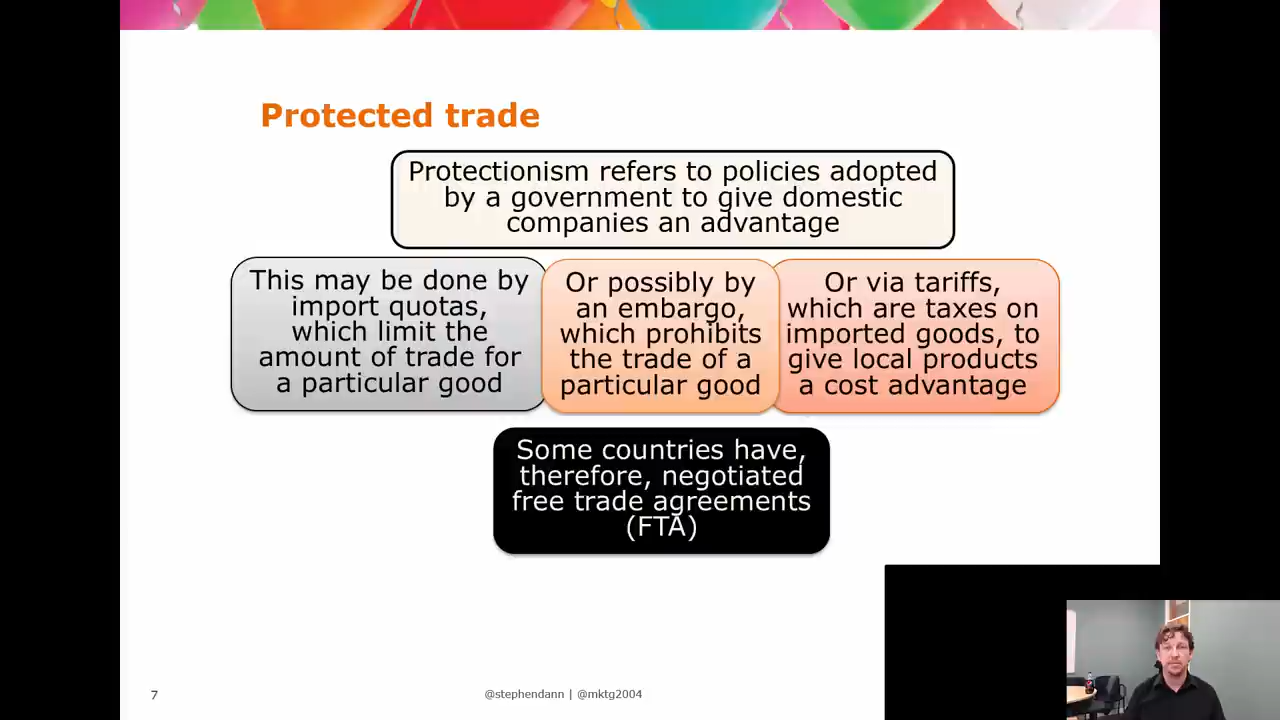 Protected trade
Protectionism refers to policies adopted
by a government to give domestic
companies an advantage
This may be done by
import quotas,
which limit the
amount of trade for
a particular good
Or possibly by
an embargo,
which prohibits
the trade of a
particular good
Or via tariffs,
which are taxes on
imported goods, to
give local products
a cost advantage
Some countries have,
therefore, negotiated
free trade agreements
(FTA)
7
@stephendann | @mktg2004